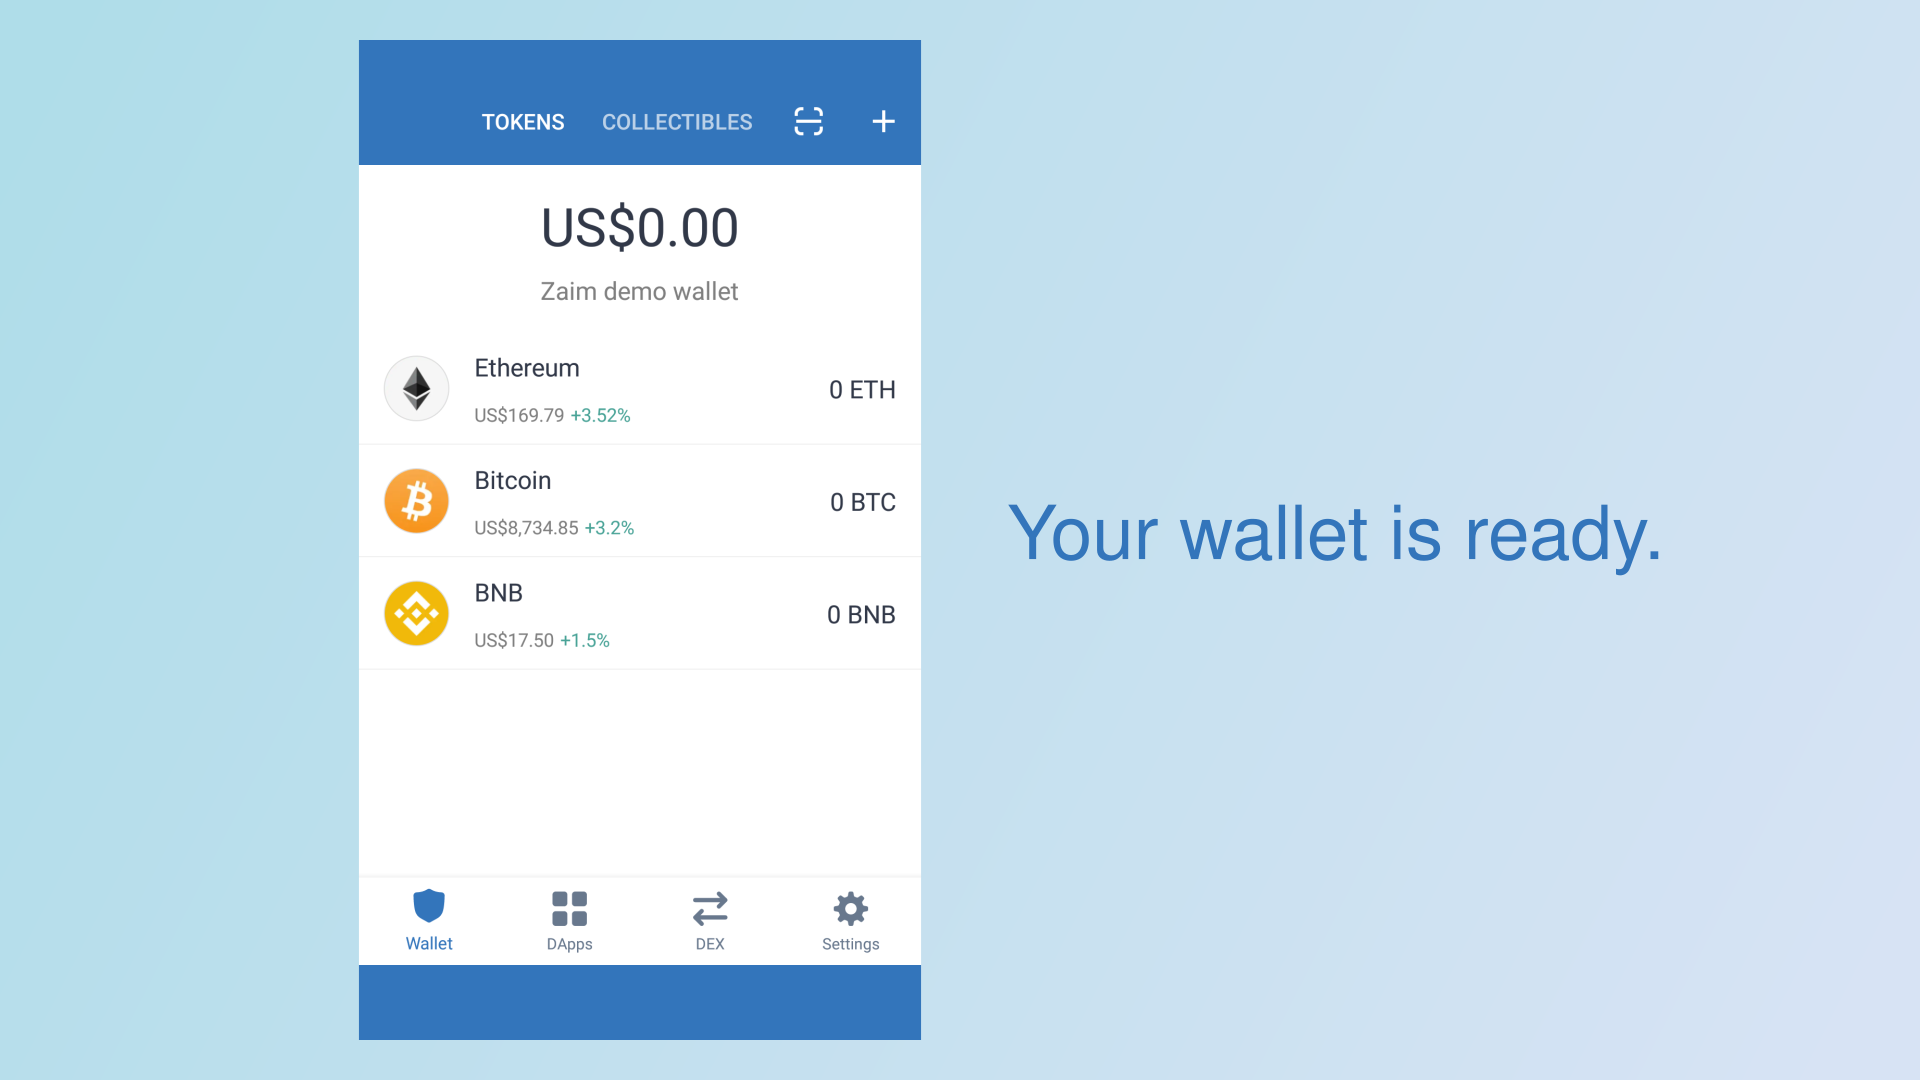 TOKENS COLLECTIBLES
US$0.00
Zaim demo wallet
Ethereum
US$169.79 +3.52%
0 ETH
Bitcoin
US$8,734.85 +3.2%
0 BTC
BNB
US$17.50 +1.5%
0 BNB
Wallet DApps DEX Settings
Your wallet is ready.